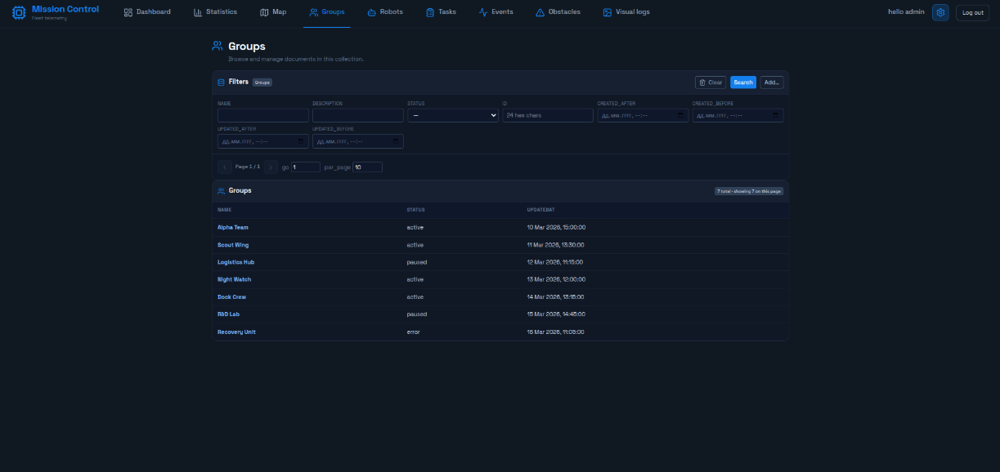 Mission Control
Fleet telemetry
Dashboard
Statistics
Map
Groups
Robots
Tasks
Events
Obstacles
Visual logs
hello admin
Log out
Groups
Browse and manage documents in this collection.
Filters Groups
Clear
Search
Add...
NAME DESCRIPTION STATUS ID CREATED_AFTER CREATED_BEFORE
— 24 hex chars дд.мм.гггг, --:-- дд.мм.гггг, --:--
UPDATED_AFTER UPDATED_BEFORE
дд.мм.гггг, --:-- дд.мм.гггг, --:--
Page 1 / 1 go 1 per_page 10
Groups
7 total · showing 7 on this page
NAME STATUS UPDATEDAT
Alpha Team active 10 Mar 2026, 15:00:00
Scout Wing active 11 Mar 2026, 13:30:00
Logistics Hub paused 12 Mar 2026, 11:15:00
Night Watch active 13 Mar 2026, 12:00:00
Dock Crew active 14 Mar 2026, 13:15:00
R&D Lab paused 15 Mar 2026, 14:45:00
Recovery Unit error 16 Mar 2026, 11:05:00